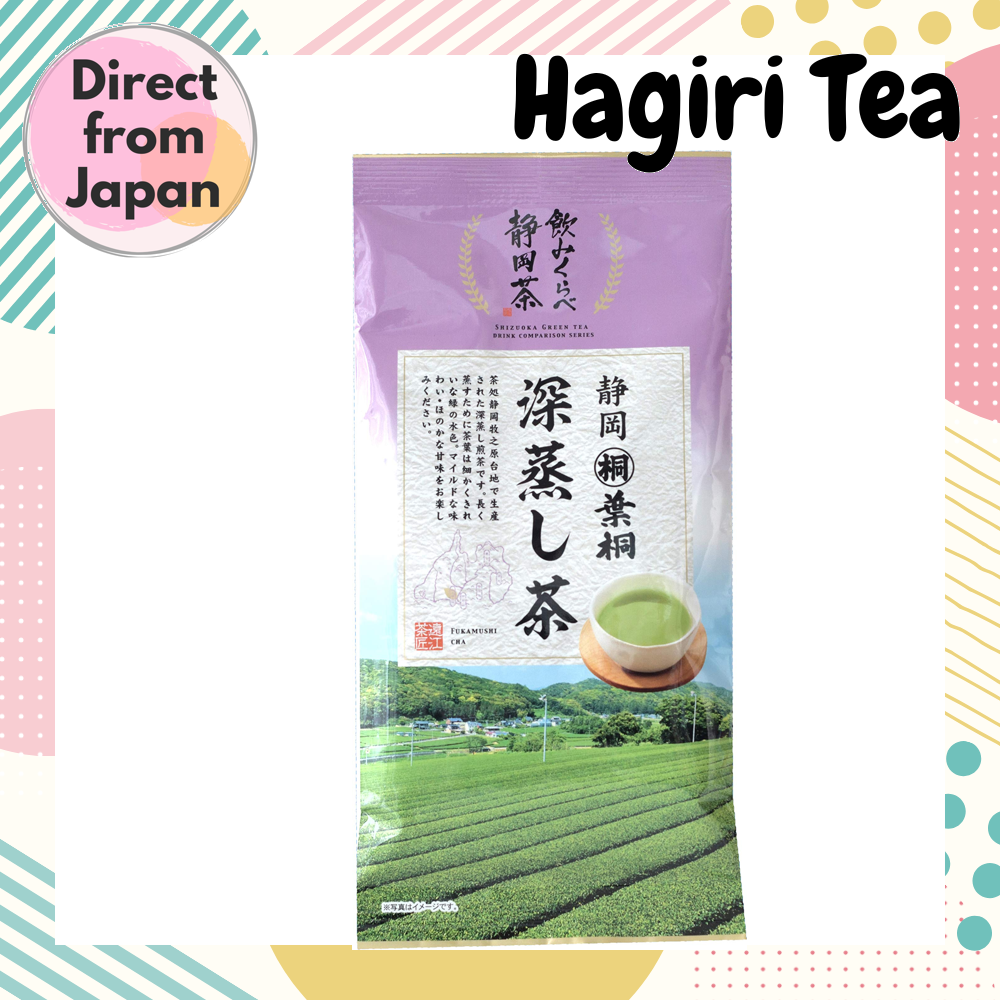 Direct
from
Japan
Hagiri Tea
飲みくらべ
静岡茶
SHIZUOKA GREEN TEA
DRINK COMPARISON SERIES
静岡 桐 葉桐
深蒸し茶
茶処静岡牧之原台地で生産
された深蒸し煎茶です。長く
蒸すために茶葉は細かくきれ
いな緑の水色。マイルドな味
わい・ほのかな甘味をお楽し
みください。
遠江
茶匠
FUKAMUSHI
CHA
※写真はイメージです。